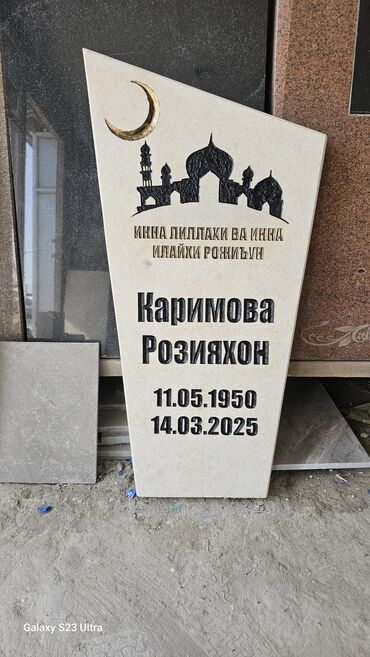 ИННА ЛИЛЛАХИ ВА ИННА
ИЛАЙХИ РОЖИЪУН
Каримова
Розияхон
11.05.1950
14.03.2025
Galaxy S23 Ultra